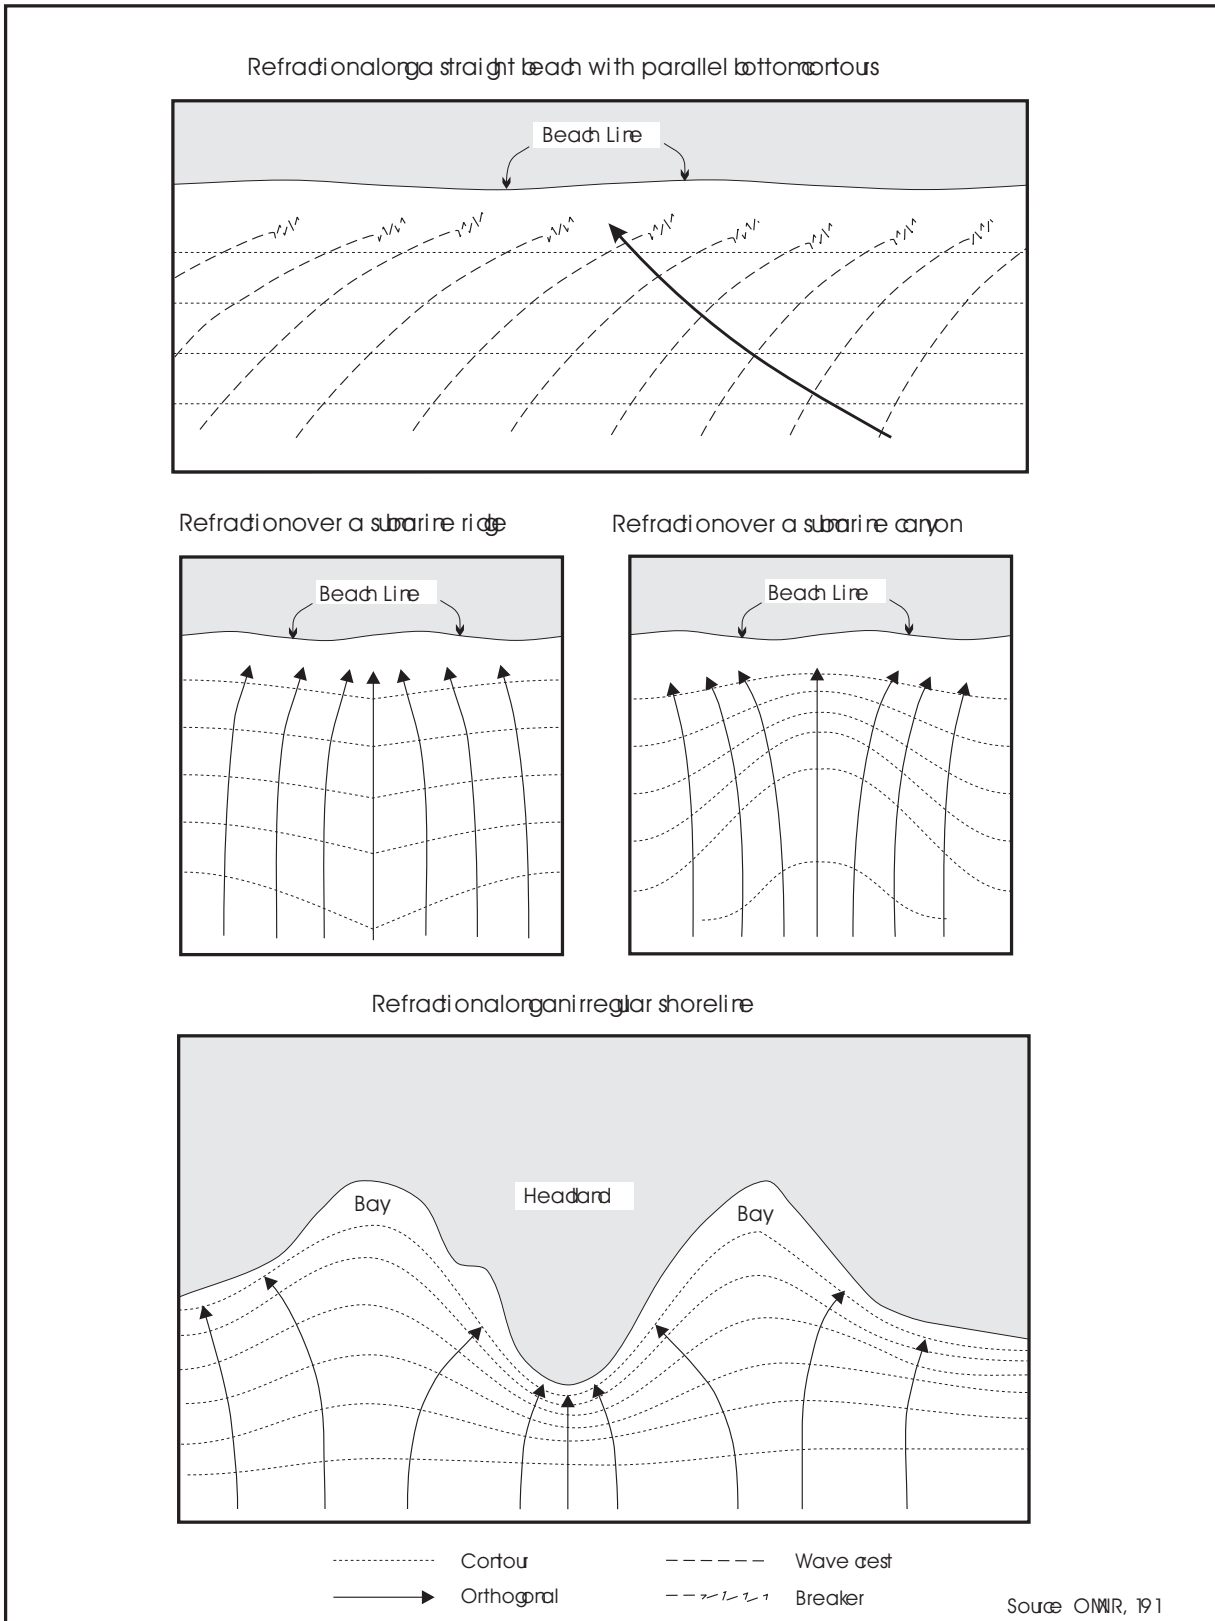 Refraction along a straight beach with parallel bottom contours
Beach Line
Refraction over a submarine ridge
Refraction over a submarine canyon
Beach Line
Beach Line
Refraction along an irregular shoreline
Headland
Bay
Bay
Contour
Wave crest
Orthogonal
Breaker
Source